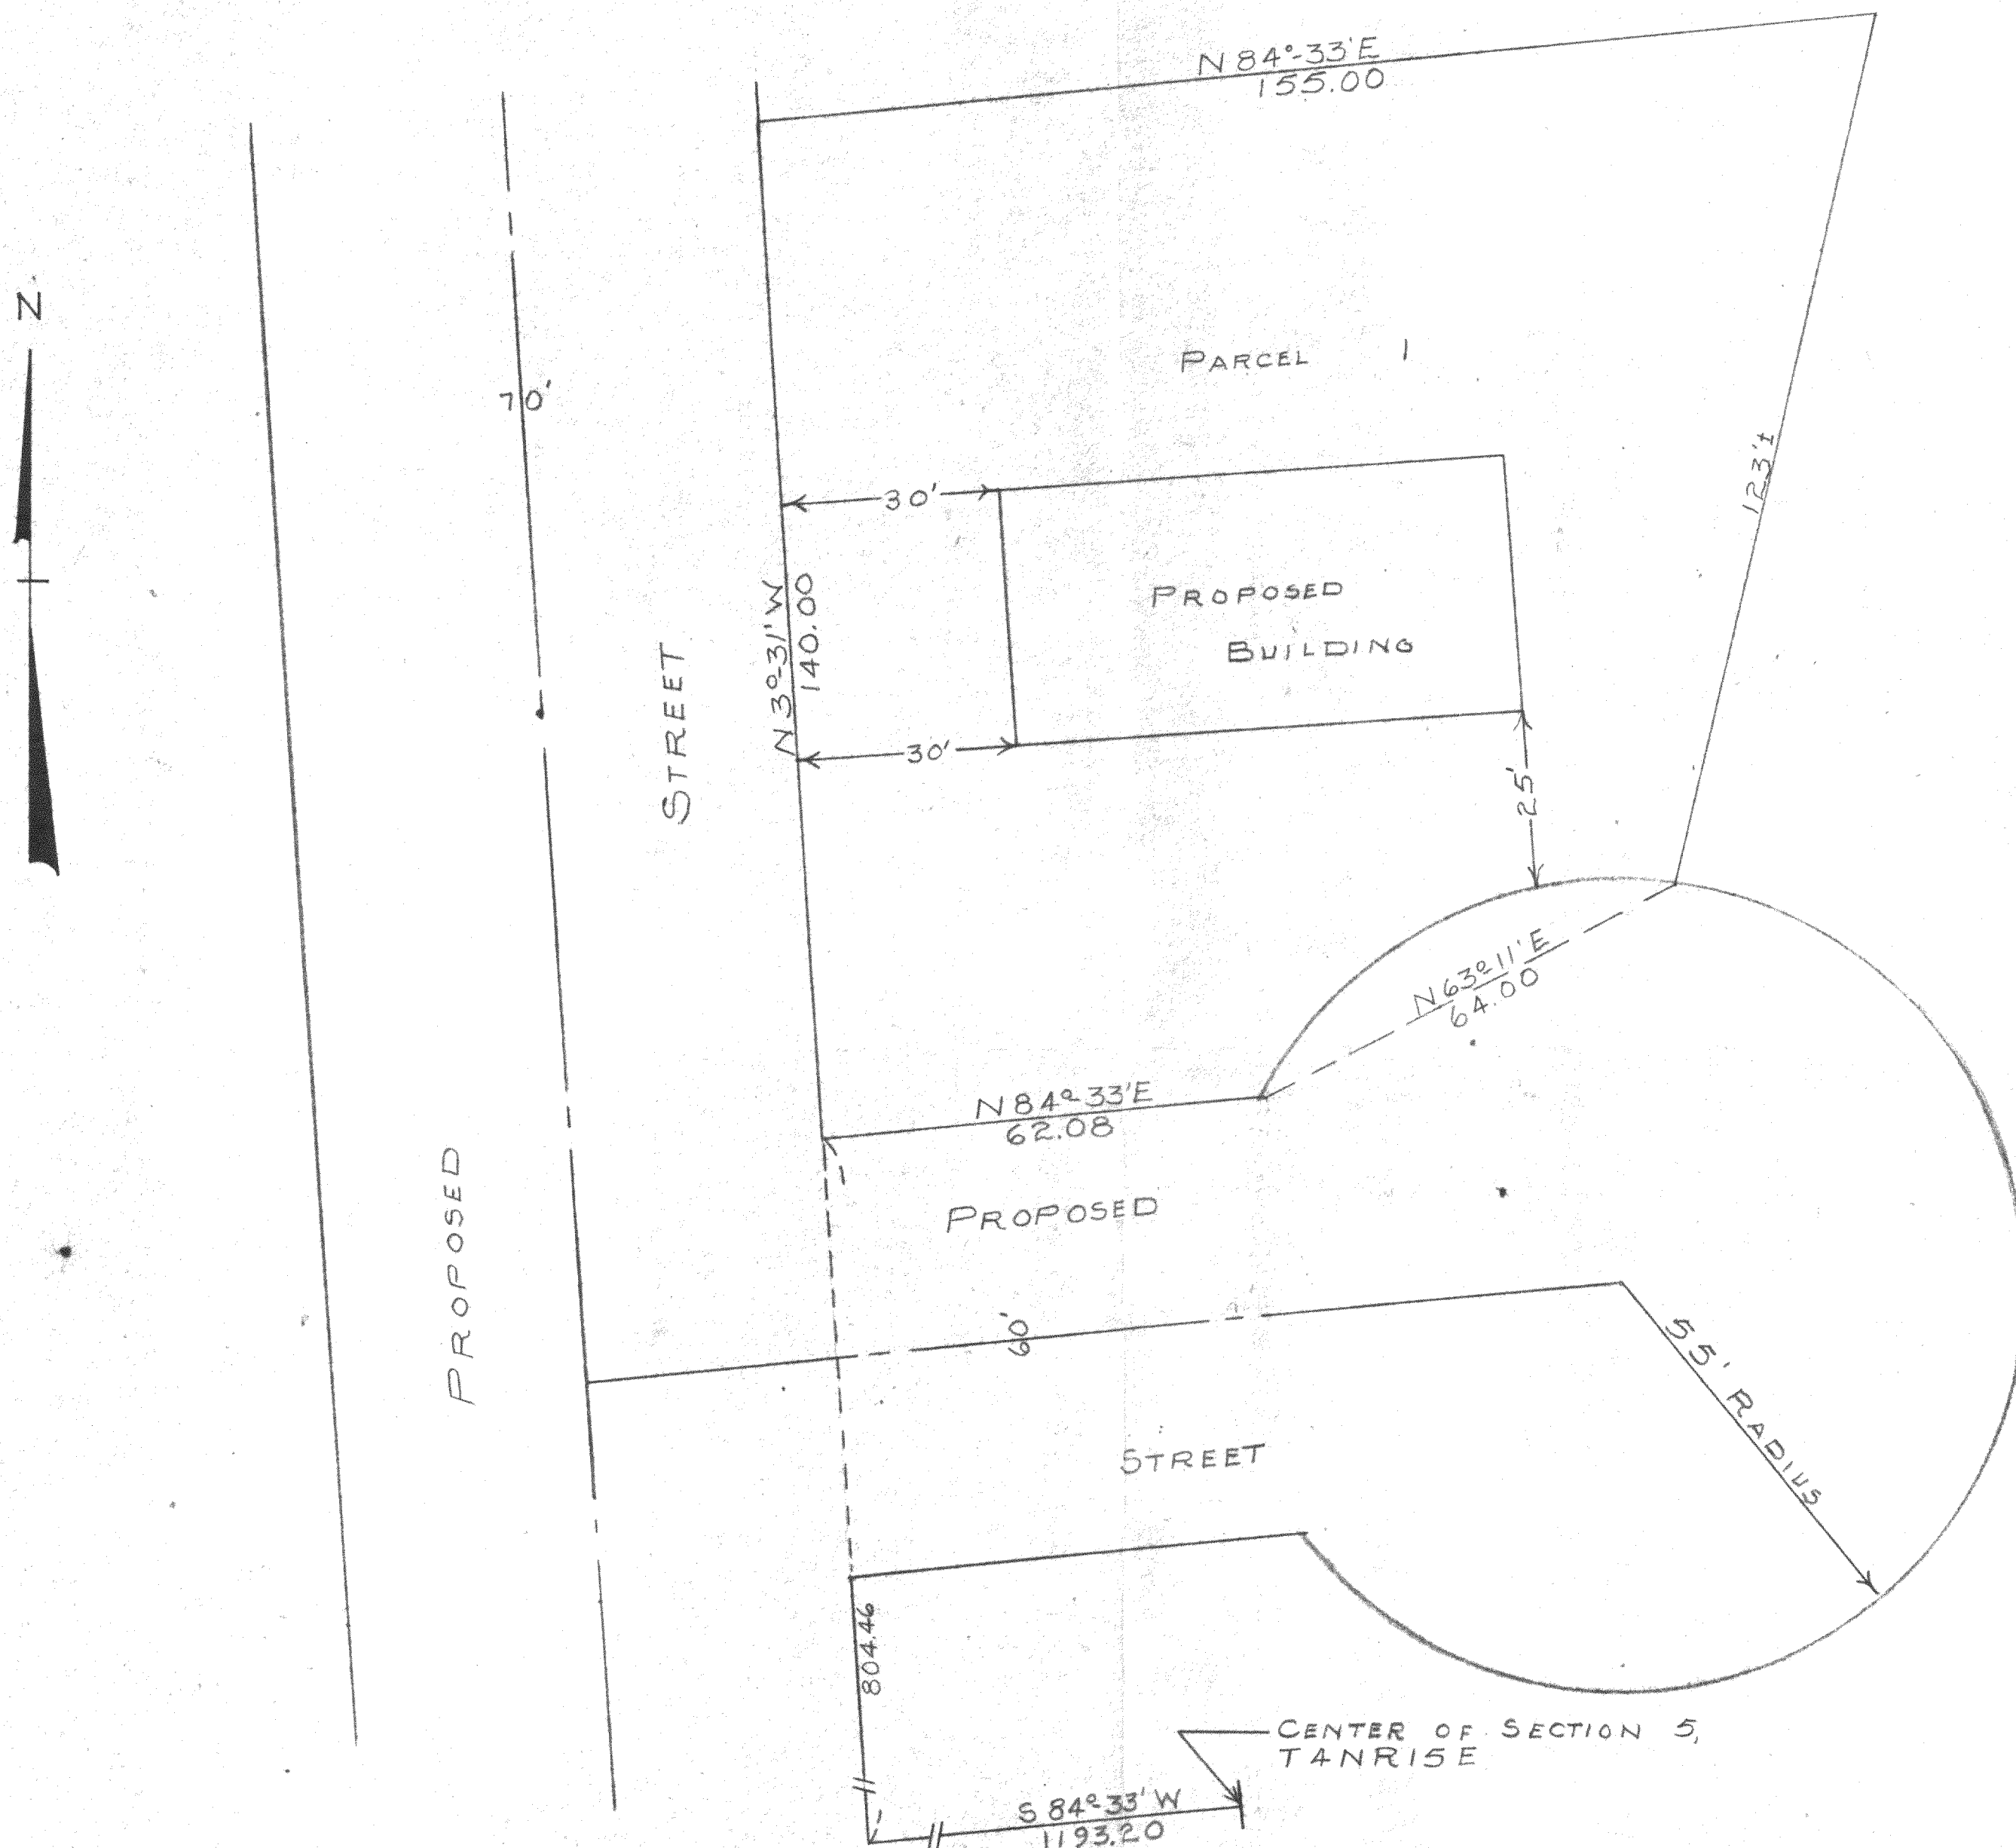 N 84°-33'E
155.00
N
PARCEL 1
70'
123'±
30'
PROPOSED
BUILDING
N 3°-31' W
140.00
STREET
30'
25'
N 63°-11' E
64.00
N 84°-33'E
62.08
PROPOSED
PROPOSED
60'
55' RADIUS
STREET
804.46
CENTER OF SECTION 5,
T4NR15E
S 84°-33' W
1193.20